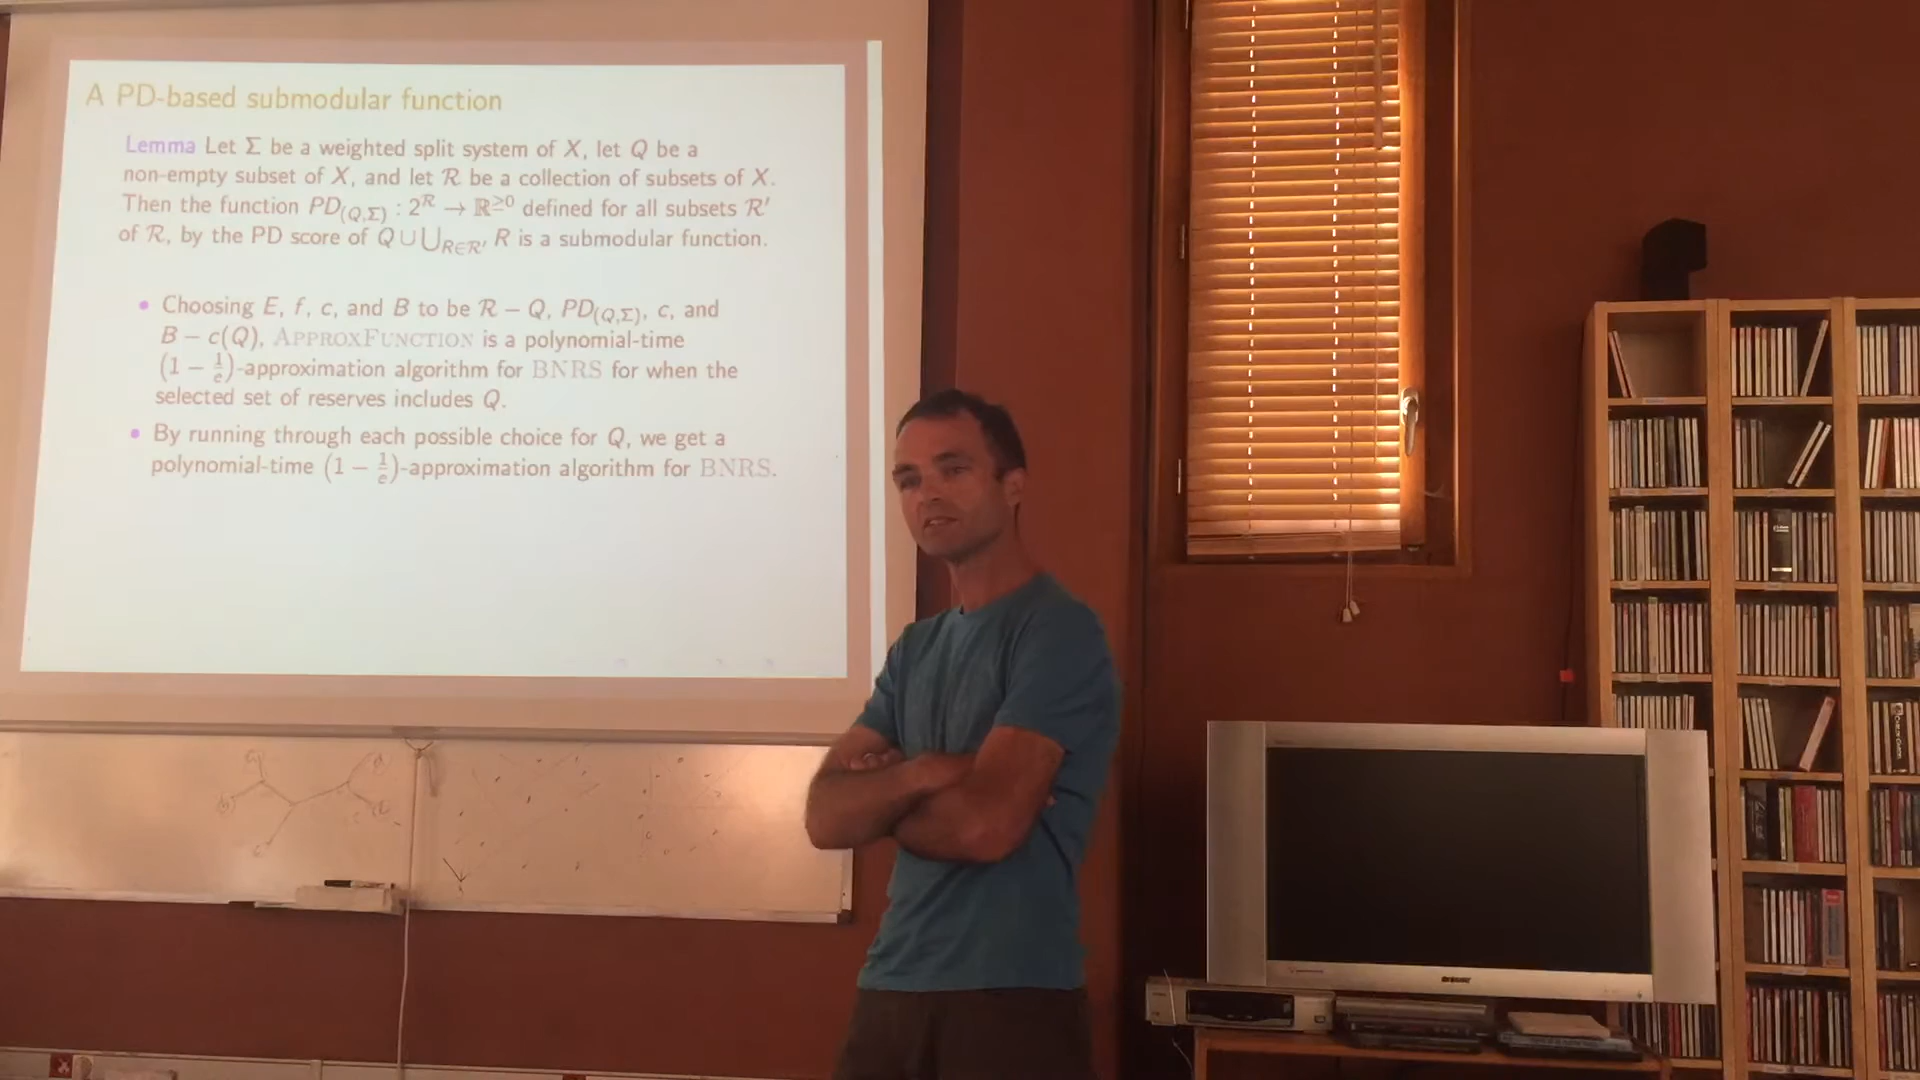 A PD-based submodular function
Lemma Let Σ be a weighted split system of X, let Q be a
non-empty subset of X, and let ℛ be a collection of subsets of X.
Then the function PD₍Q,Σ₎ : 2^ℛ → ℝ^≥0 defined for all subsets ℛ′
of ℛ, by the PD score of Q ∪ ⋃_{R∈ℛ′} R is a submodular function.
• Choosing E, f, c, and B to be ℛ − Q, PD₍Q,Σ₎, c, and
B − c(Q), APPROXFUNCTION is a polynomial-time
(1 − 1/e)-approximation algorithm for BNRS for when the
selected set of reserves includes Q.
• By running through each possible choice for Q, we get a
polynomial-time (1 − 1/e)-approximation algorithm for BNRS.